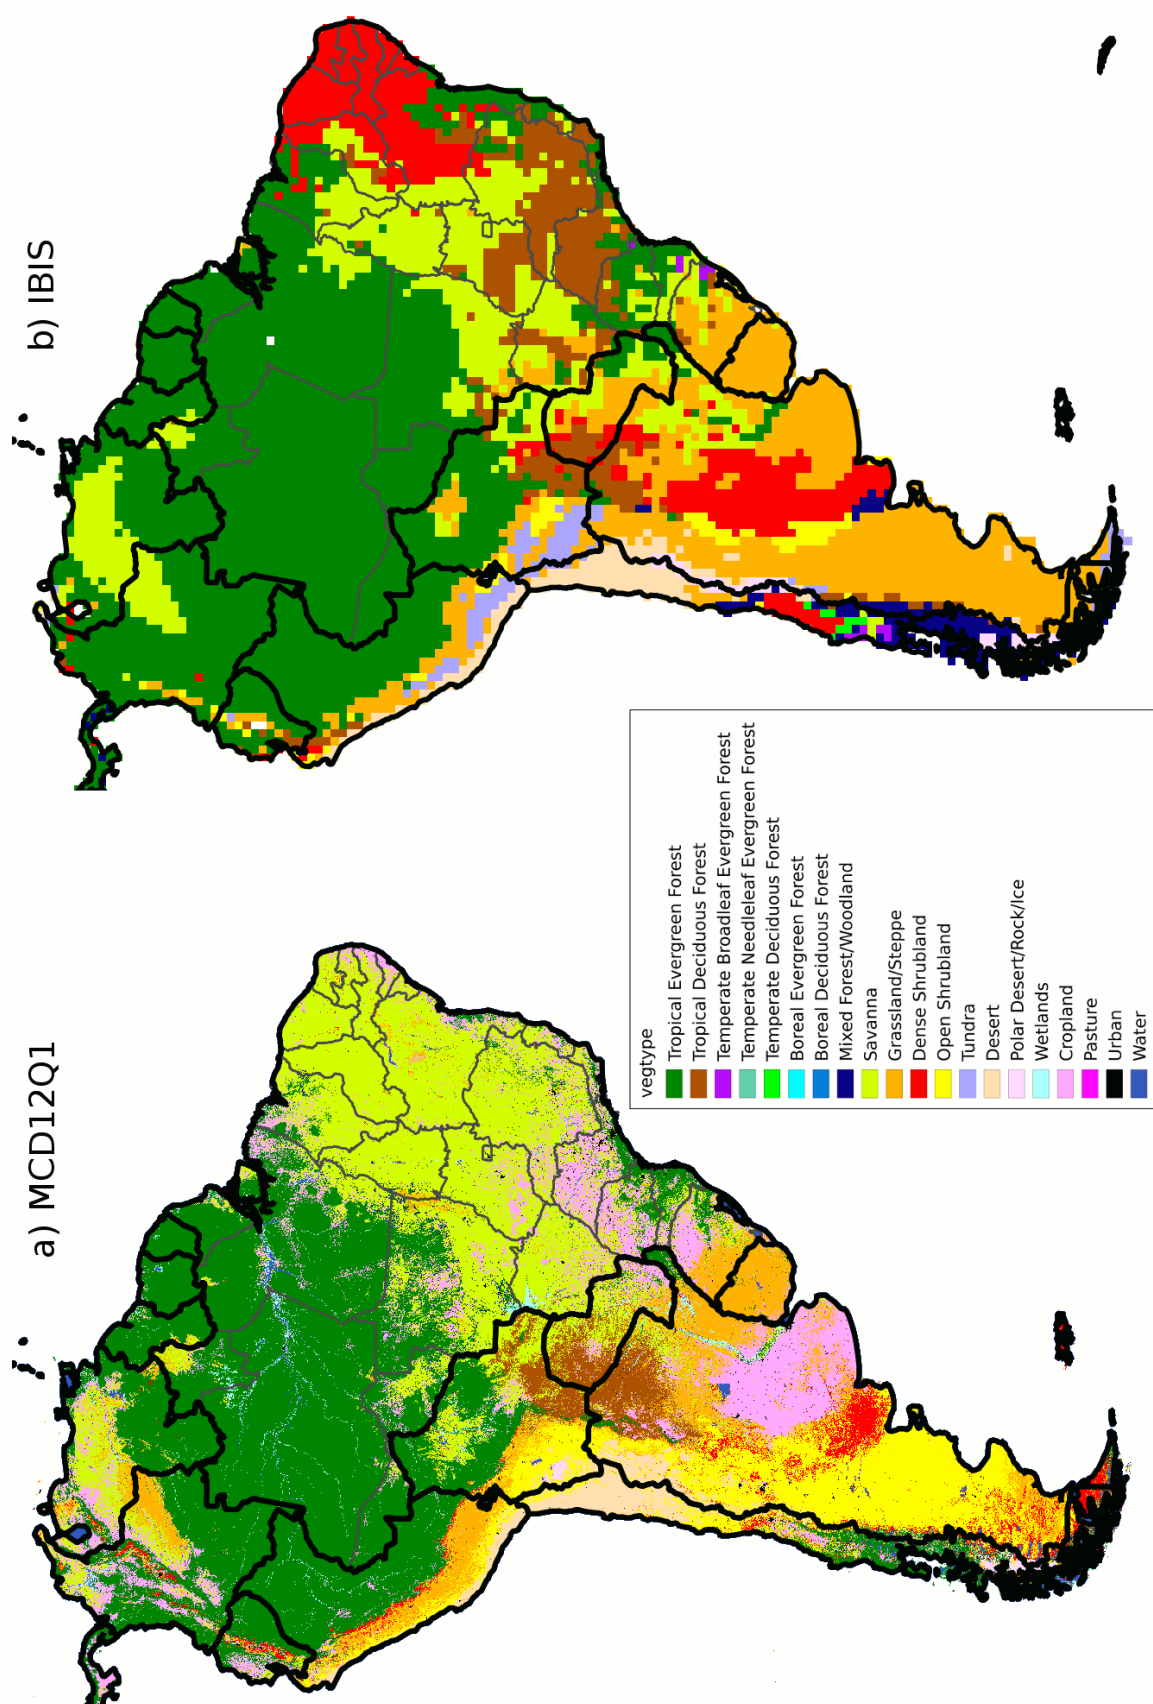 a) MCD12Q1
b) IBIS
vegtype
Tropical Evergreen Forest
Tropical Deciduous Forest
Temperate Broadleaf Evergreen Forest
Temperate Needleleaf Evergreen Forest
Temperate Deciduous Forest
Boreal Evergreen Forest
Boreal Deciduous Forest
Mixed Forest/Woodland
Savanna
Grassland/Steppe
Dense Shrubland
Open Shrubland
Tundra
Desert
Polar Desert/Rock/Ice
Wetlands
Cropland
Pasture
Urban
Water